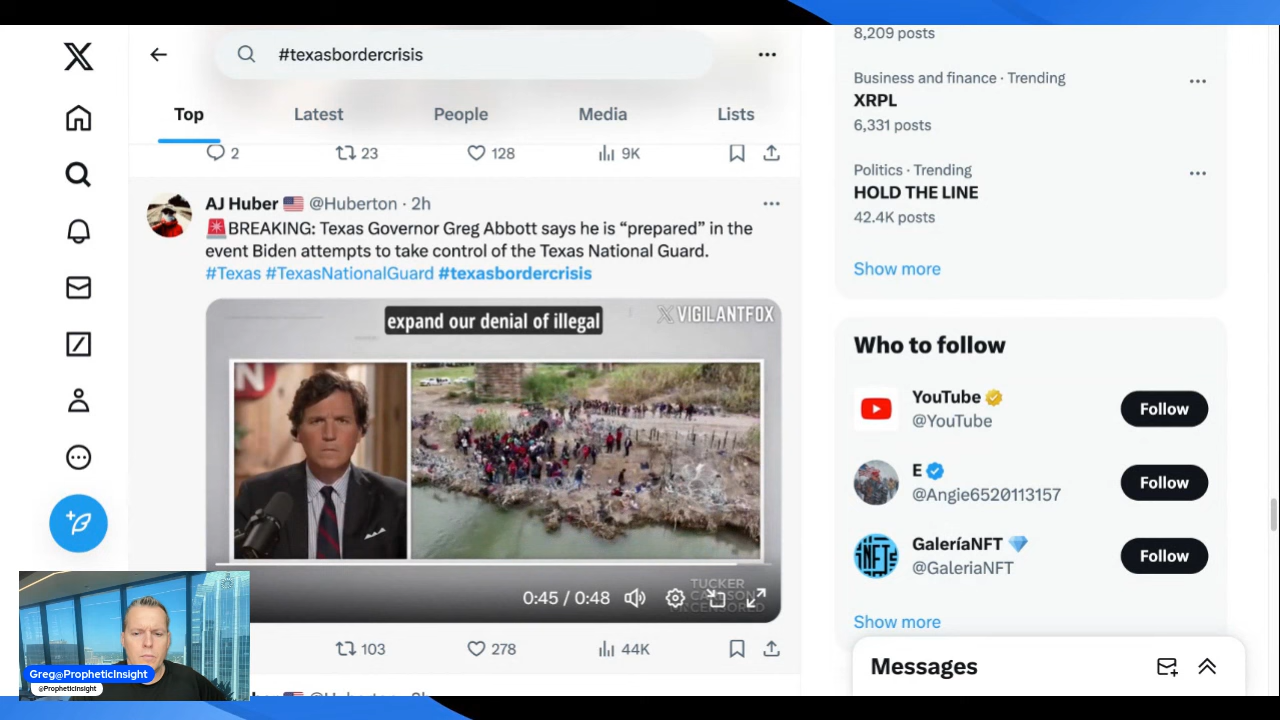 #texasbordercrisis
Top
Latest
People
Media
Lists
2
23
128
9K
AJ Huber @Huberton · 2h
BREAKING: Texas Governor Greg Abbott says he is “prepared” in the
event Biden attempts to take control of the Texas National Guard.
#Texas #TexasNationalGuard #texasbordercrisis
expand our denial of illegal
VIGILANTFOX
N
0:45 / 0:48
TUCKER
CARLSON
UNCENSORED
103
278
44K
8,209 posts
Business and finance · Trending
XRPL
6,331 posts
Politics · Trending
HOLD THE LINE
42.4K posts
Show more
Who to follow
YouTube
@YouTube
Follow
E
@Angie6520113157
Follow
GaleríaNFT
@GaleriaNFT
NFT
Follow
Show more
Messages
Greg@PropheticInsight
@PropheticInsight